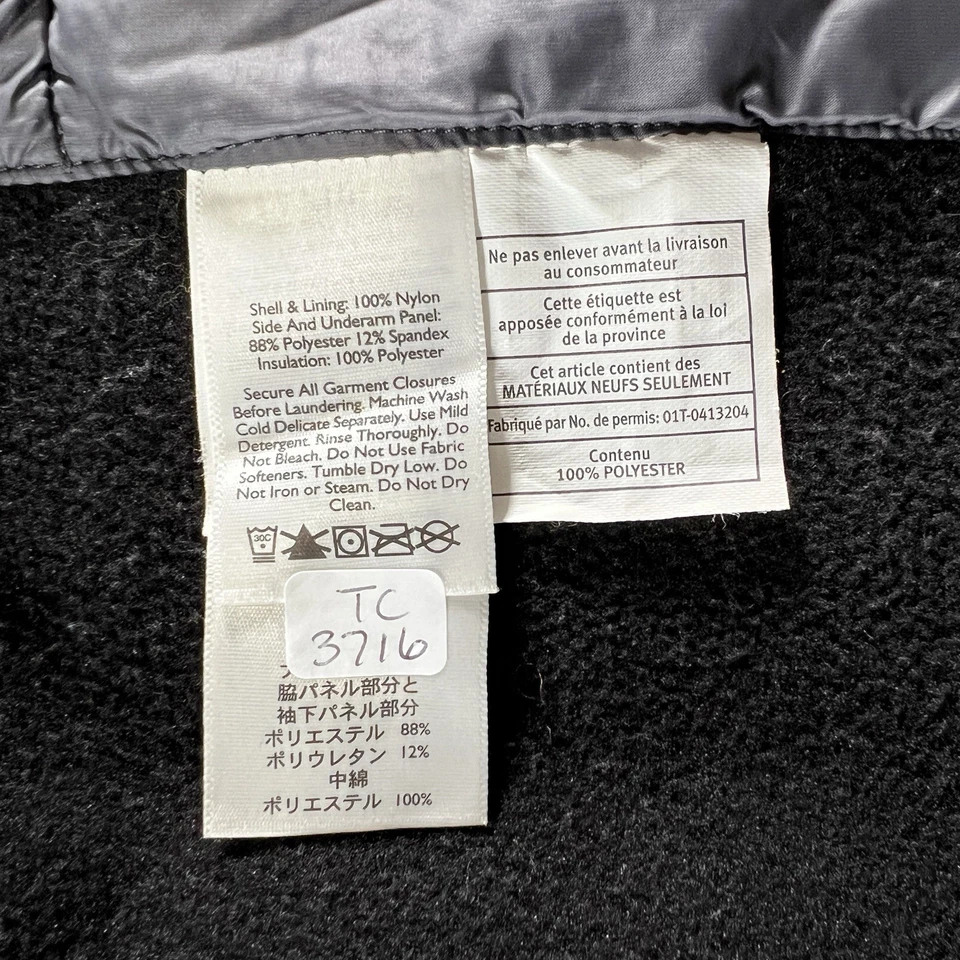 Shell & Lining: 100% Nylon
Side And Underarm Panel:
88% Polyester 12% Spandex
Insulation: 100% Polyester
Secure All Garment Closures
Before Laundering. Machine Wash
Cold Delicate Separately. Use Mild
Detergent. Rinse Thoroughly. Do
Not Bleach. Do Not Use Fabric
Softeners. Tumble Dry Low. Do
Not Iron or Steam. Do Not Dry
Clean.
30C
TC
3716
脇パネル部分と
袖下パネル部分
ポリエステル 88%
ポリウレタン 12%
中綿
ポリエステル 100%
Ne pas enlever avant la livraison
au consommateur
Cette étiquette est
apposée conformément à la loi
de la province
Cet article contient des
MATÉRIAUX NEUFS SEULEMENT
Fabriqué par No. de permis: 01T-0413204
Contenu
100% POLYESTER